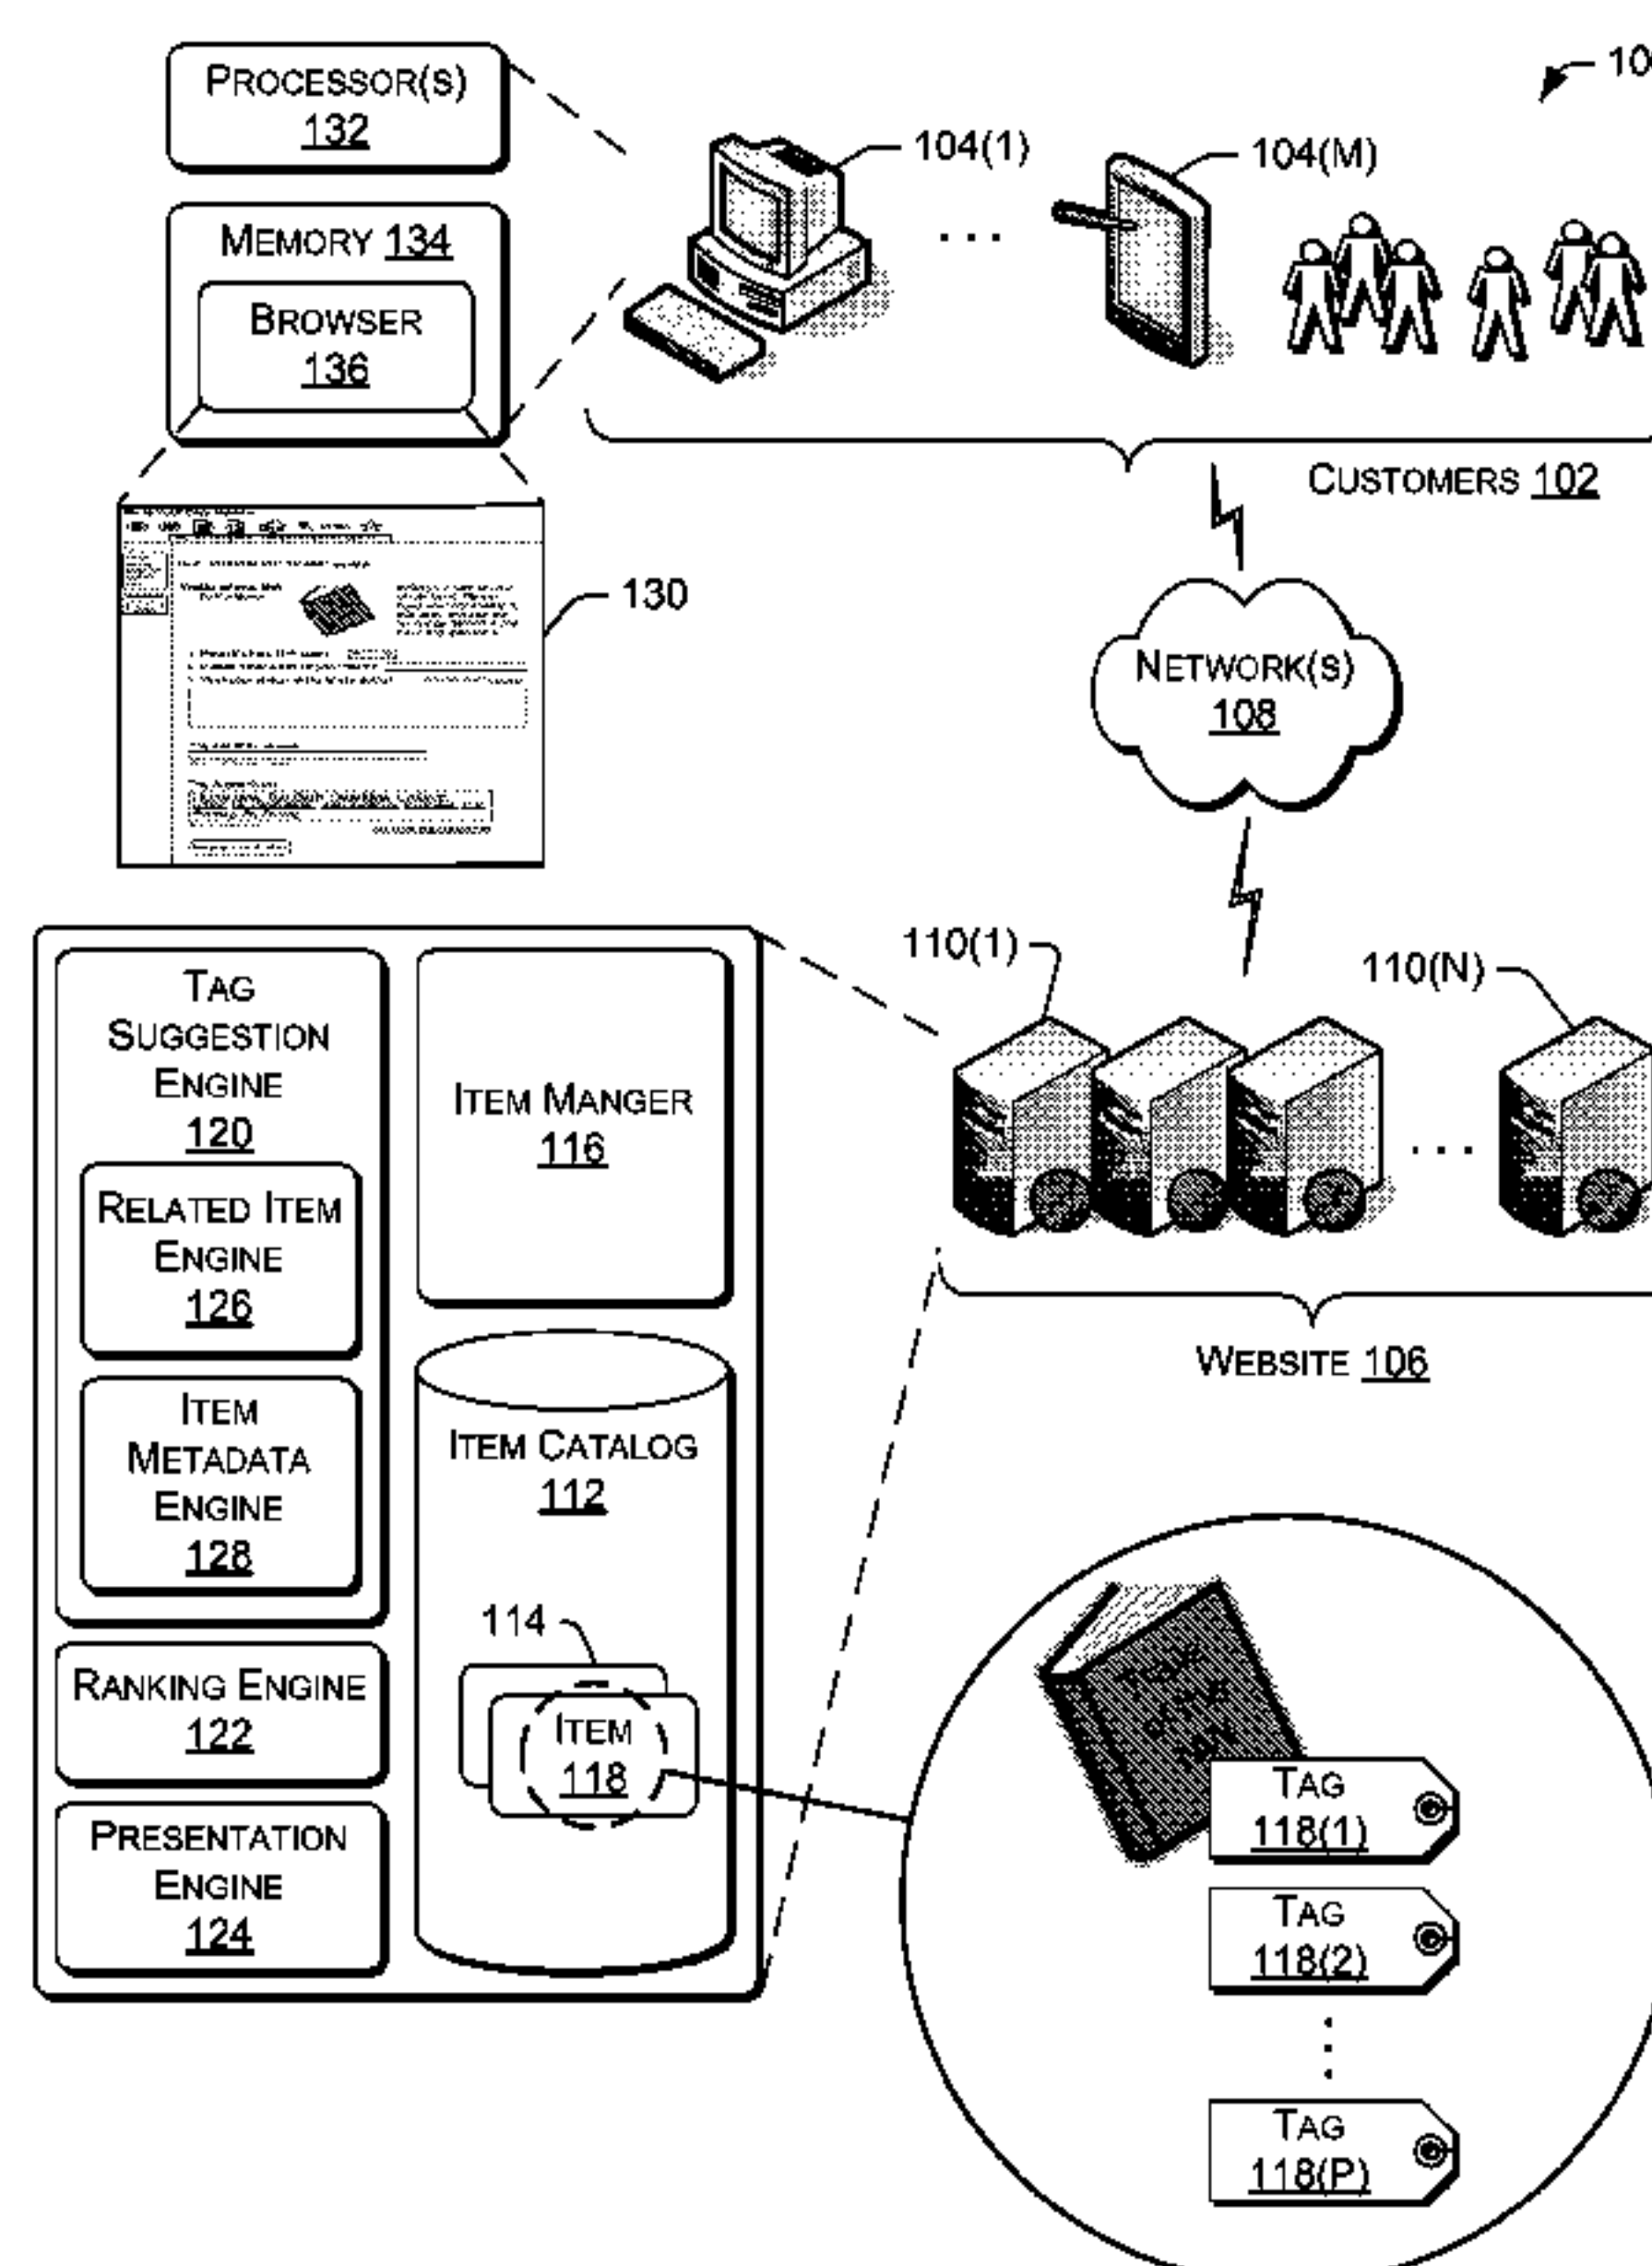 PROCESSOR(S)
132
MEMORY 134
BROWSER
136
104(1)
...
104(M)
CUSTOMERS 102
130
NETWORK(S)
108
110(1)
110(N)
...
WEBSITE 106
TAG
SUGGESTION
ENGINE
120
RELATED ITEM
ENGINE
126
ITEM
METADATA
ENGINE
128
RANKING ENGINE
122
PRESENTATION
ENGINE
124
ITEM MANGER
116
ITEM CATALOG
112
114
ITEM
118
TAG
118(1)
TAG
118(2)
TAG
118(P)